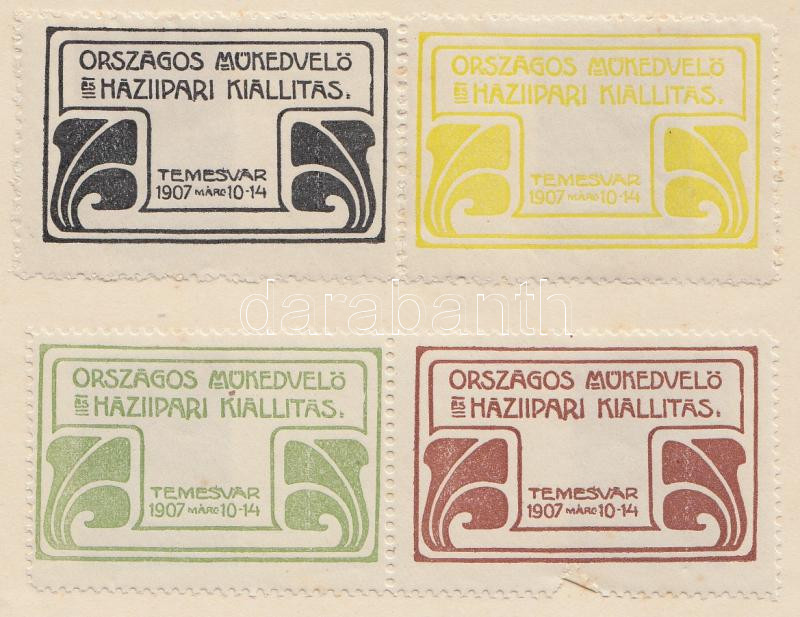 ORSZÁGOS MŰKEDVELŐ
ÉS HÁZIIPARI KIÁLLITÁS.
TEMESVÁR
1907 MÁRC 10-14
ORSZÁGOS MŰKEDVELŐ
ÉS HÁZIIPARI KIÁLLITÁS.
TEMESVÁR
1907 MÁRC 10-14
darabanth
ORSZÁGOS MŰKEDVELŐ
ÉS HÁZIIPARI KIÁLLITÁS.
TEMESVÁR
1907 MÁRC 10-14
ORSZÁGOS MŰKEDVELŐ
ÉS HÁZIIPARI KIÁLLITÁS.
TEMESVÁR
1907 MÁRC 10-14